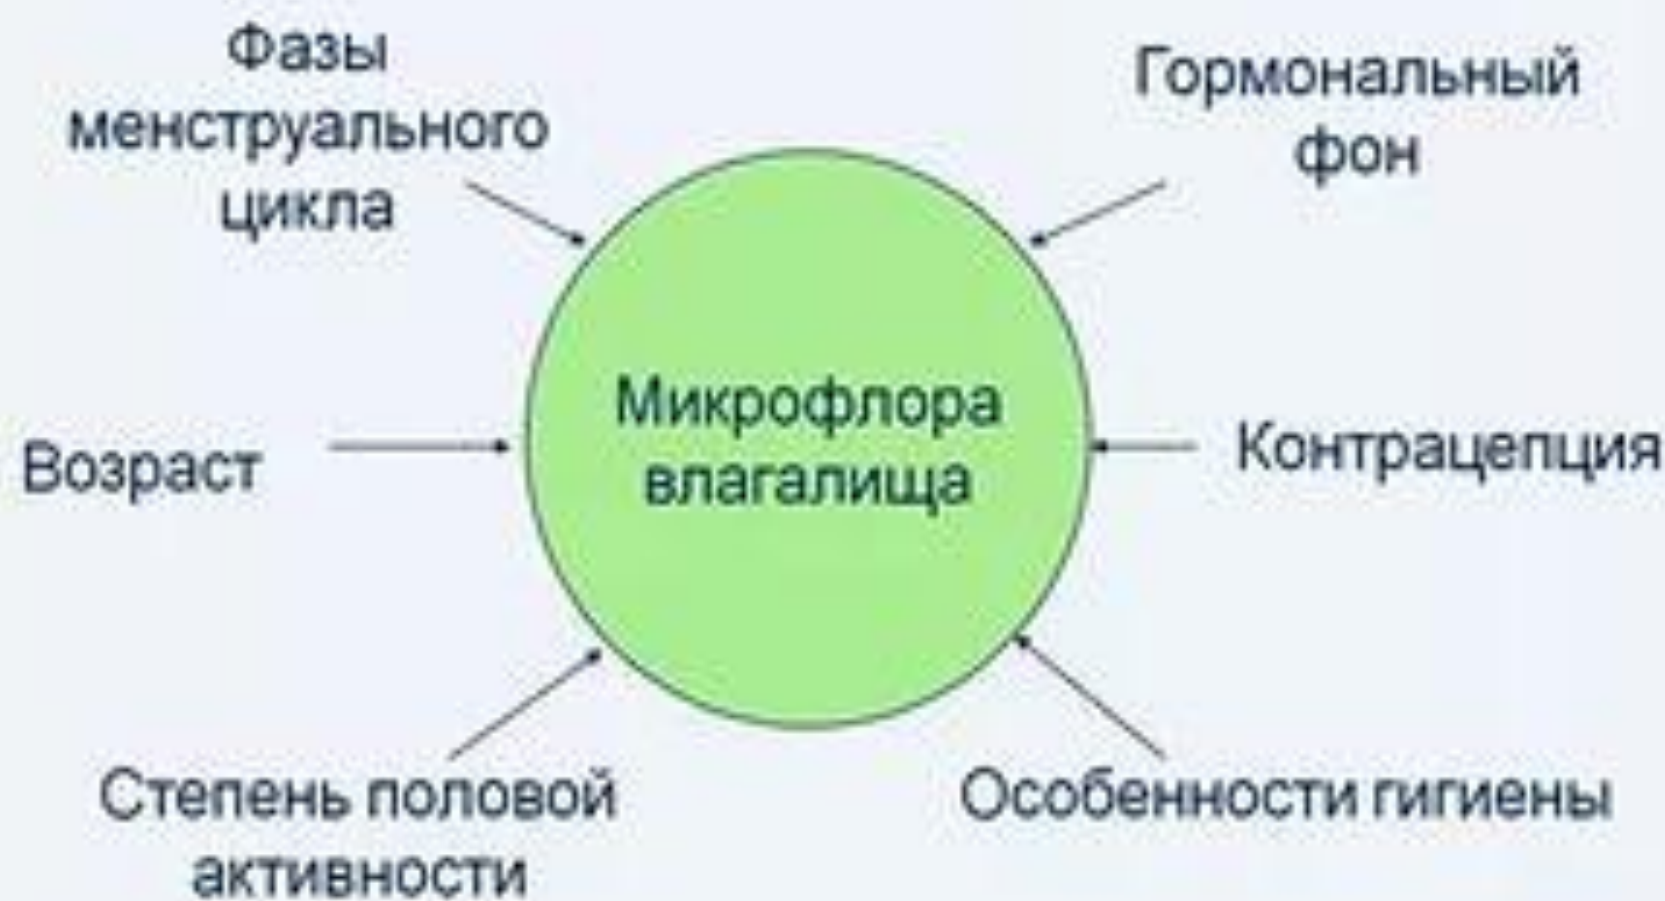 Фазы
менструального
цикла
Гормональный
фон
Микрофлора
влагалища
Возраст
Контрацепция
Степень половой
активности
Особенности гигиены